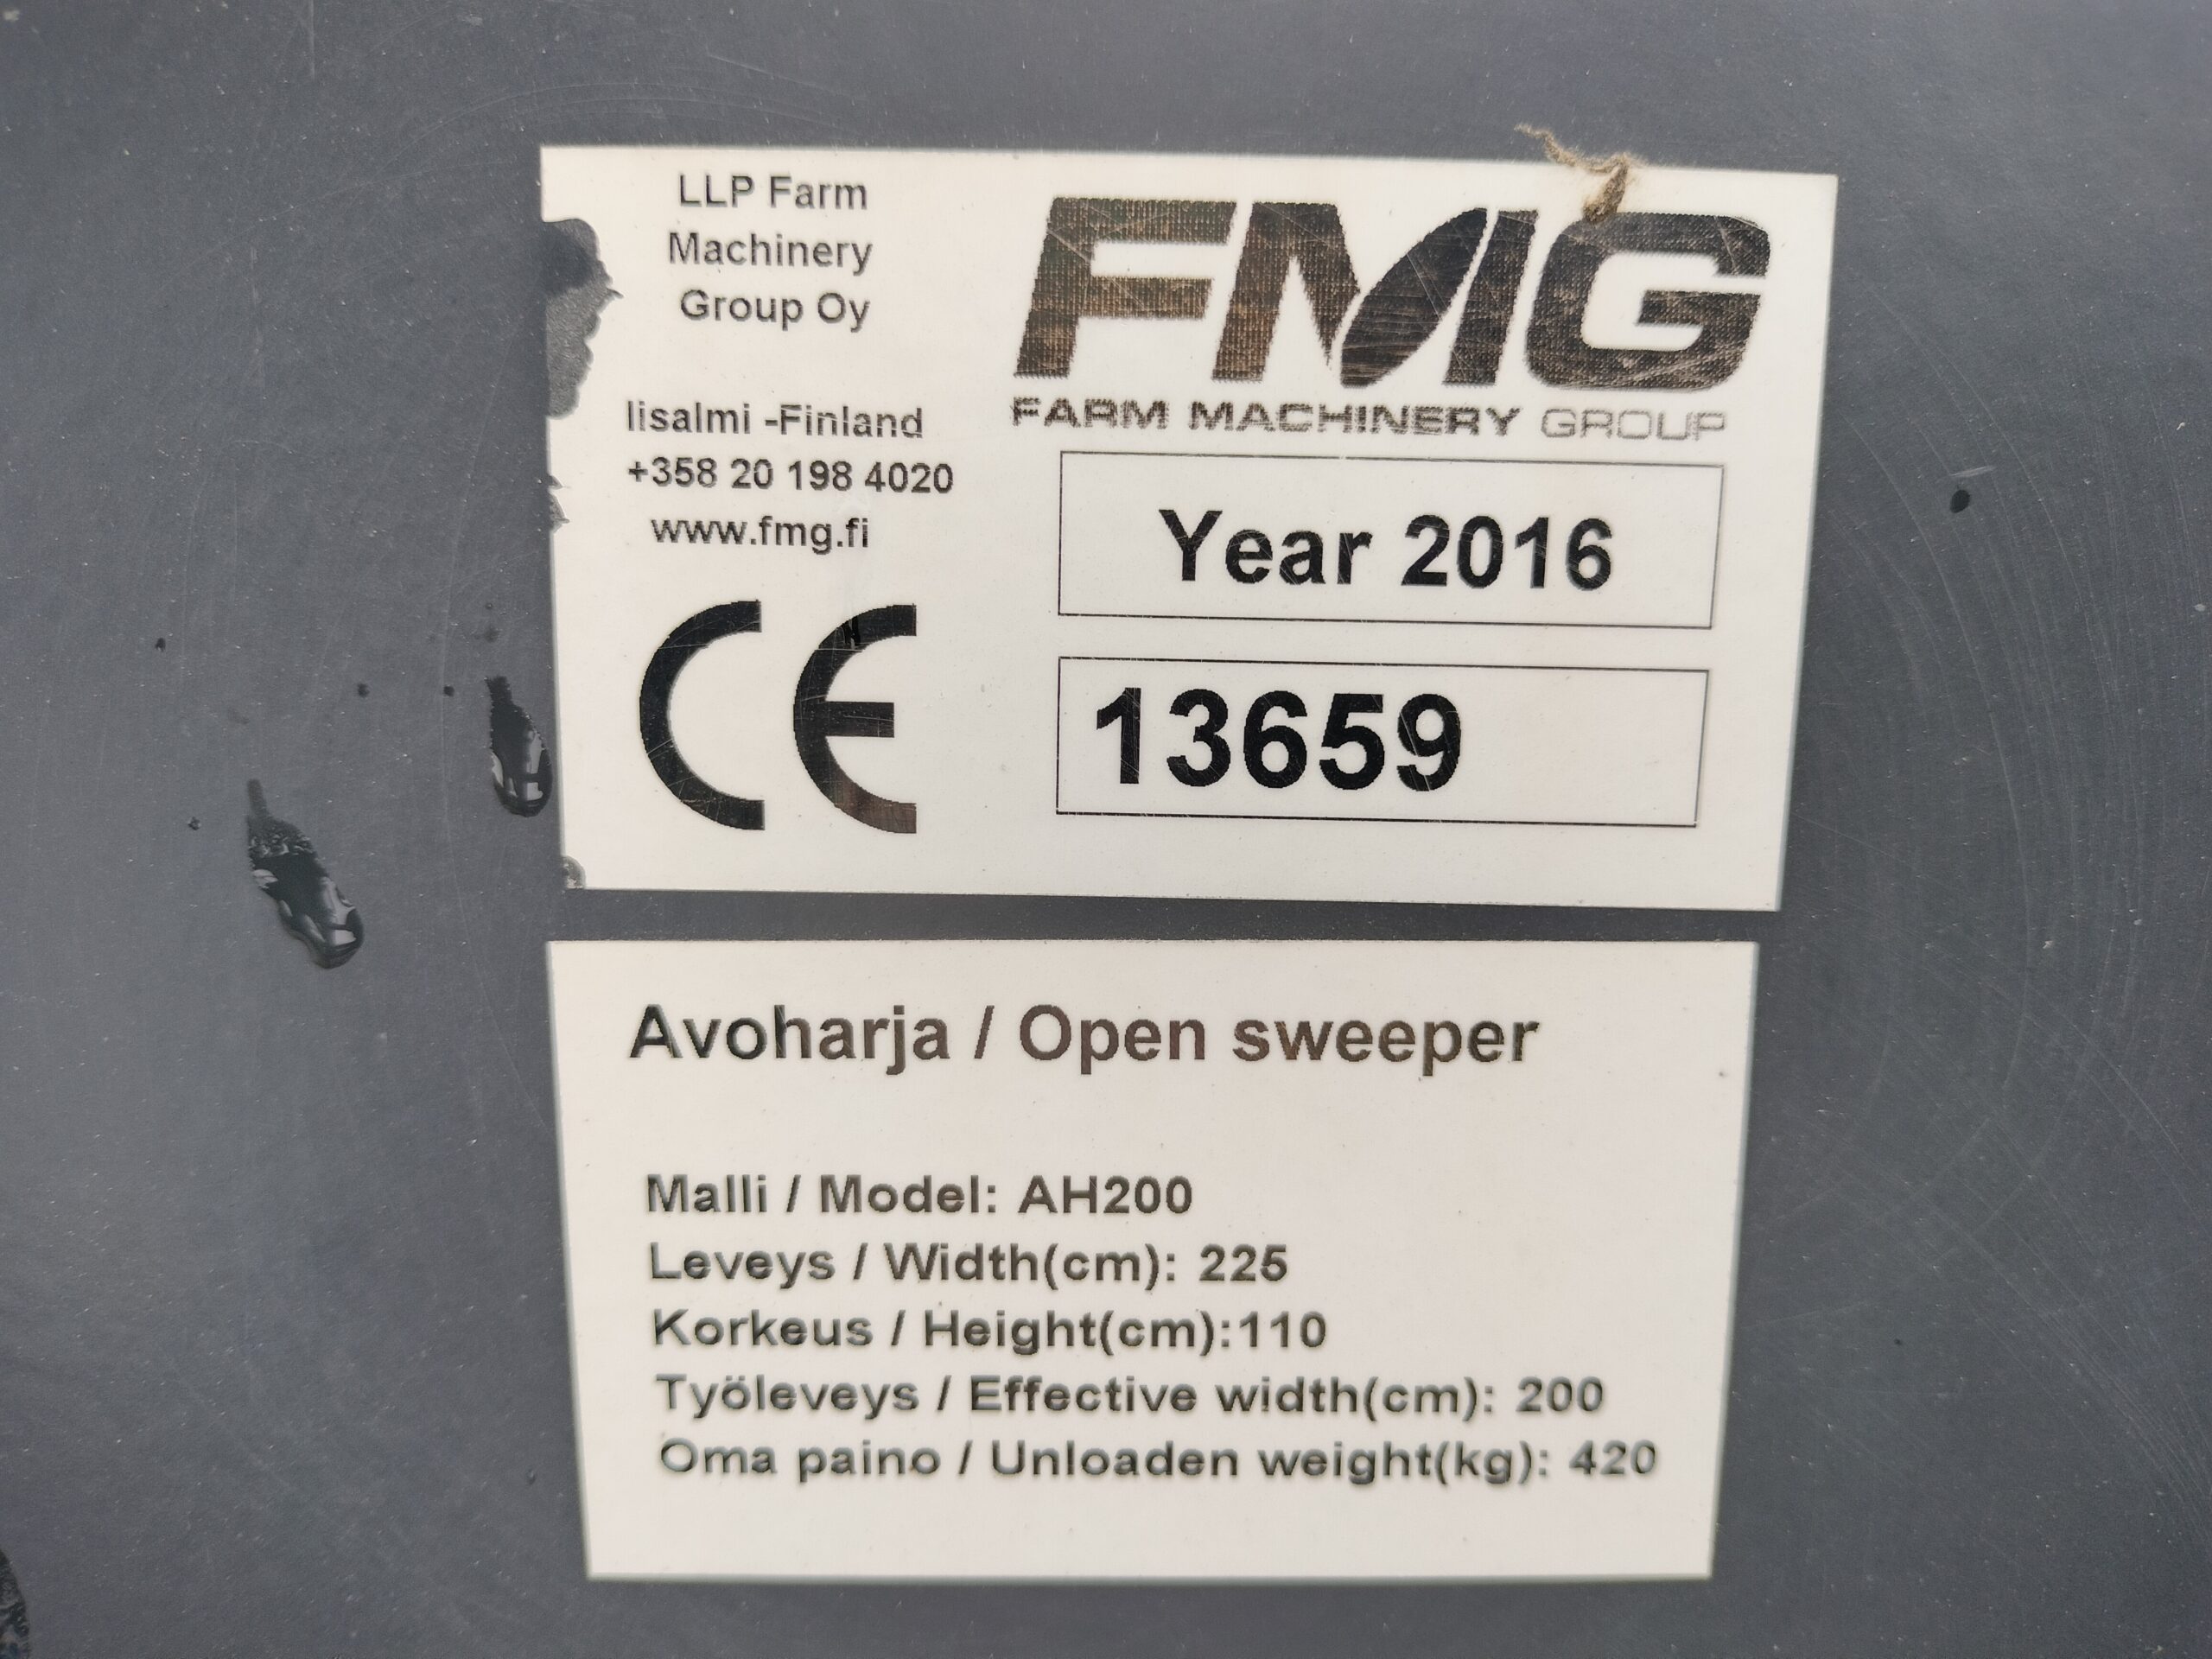 LLP Farm
Machinery
Group Oy
Iisalmi -Finland
+358 20 198 4020
www.fmg.fi
CE
FMG
FARM MACHINERY GROUP
Year 2016
13659
Avoharja / Open sweeper
Malli / Model: AH200
Leveys / Width(cm): 225
Korkeus / Height(cm):110
Työleveys / Effective width(cm): 200
Oma paino / Unloaden weight(kg): 420